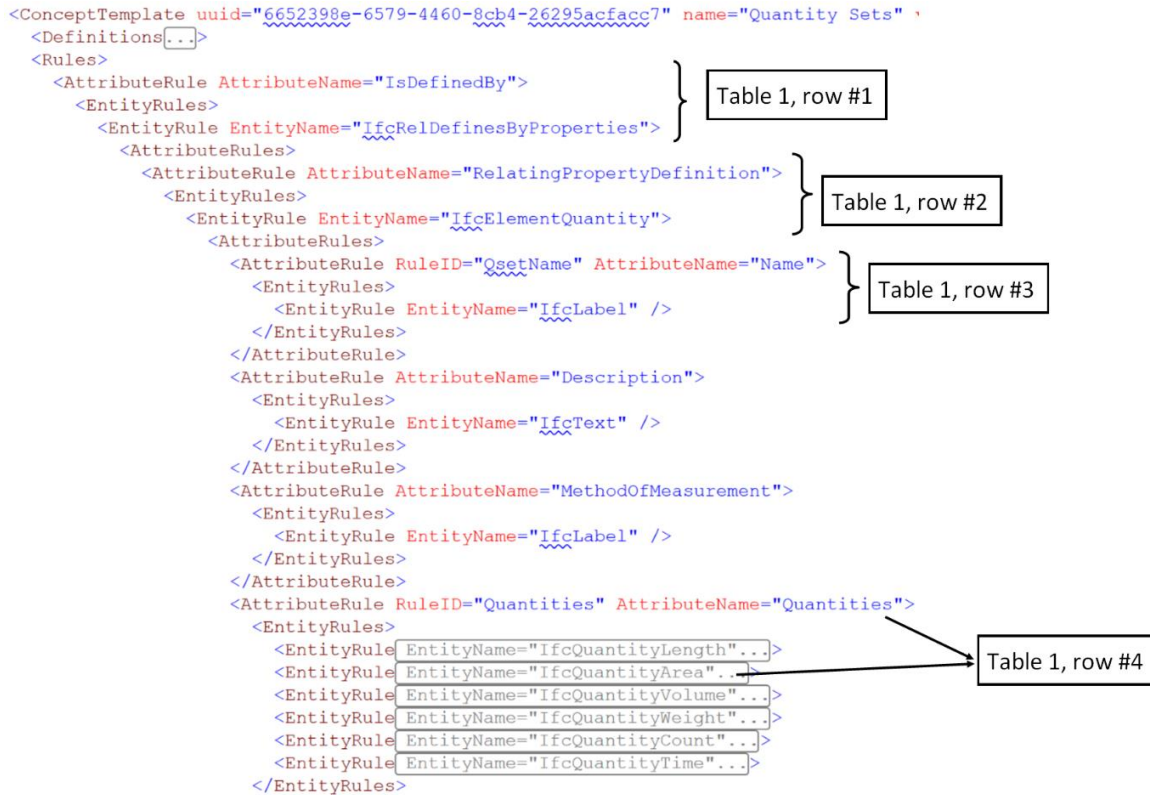 <ConceptTemplate uuid="6652398e-6579-4460-8cb4-26295acfacc7" name="Quantity Sets"
<Definitions...>
<Rules>
<AttributeRule AttributeName="IsDefinedBy">
Table 1, row #1
<EntityRules>
<EntityRule EntityName="IfcRelDefinesByProperties">
<AttributeRules>
<AttributeRule AttributeName="RelatingPropertyDefinition">
Table 1, row #2
<EntityRules>
<EntityRule EntityName="IfcElementQuantity">
<AttributeRules>
<AttributeRule RuleID="QsetName" AttributeName="Name">
Table 1, row #3
<EntityRules>
<EntityRule EntityName="IfcLabel" />
</EntityRules>
</AttributeRule>
<AttributeRule AttributeName="Description">
<EntityRules>
<EntityRule EntityName="IfcText" />
</EntityRules>
</AttributeRule>
<AttributeRule AttributeName="MethodOfMeasurement">
<EntityRules>
<EntityRule EntityName="IfcLabel" />
</EntityRules>
</AttributeRule>
<AttributeRule RuleID="Quantities" AttributeName="Quantities">
<EntityRules>
<EntityRule EntityName="IfcQuantityLength"...>
<EntityRule EntityName="IfcQuantityArea"...>
Table 1, row #4
<EntityRule EntityName="IfcQuantityVolume"...>
<EntityRule EntityName="IfcQuantityWeight"...>
<EntityRule EntityName="IfcQuantityCount"...>
<EntityRule EntityName="IfcQuantityTime"...>
</EntityRules>